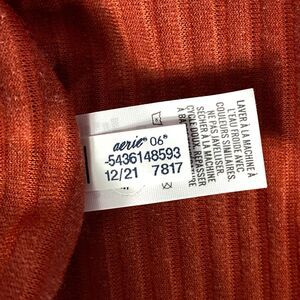 aerie® 06®
-5436148593
12/21 7817
LAVER À LA MACHINE À
L'EAU FROIDE AVEC
COULEURS SIMILAIRES.
NE PAS JAVELLISER.
SÉCHER À LA MACHINE
CYCLE DOUX.